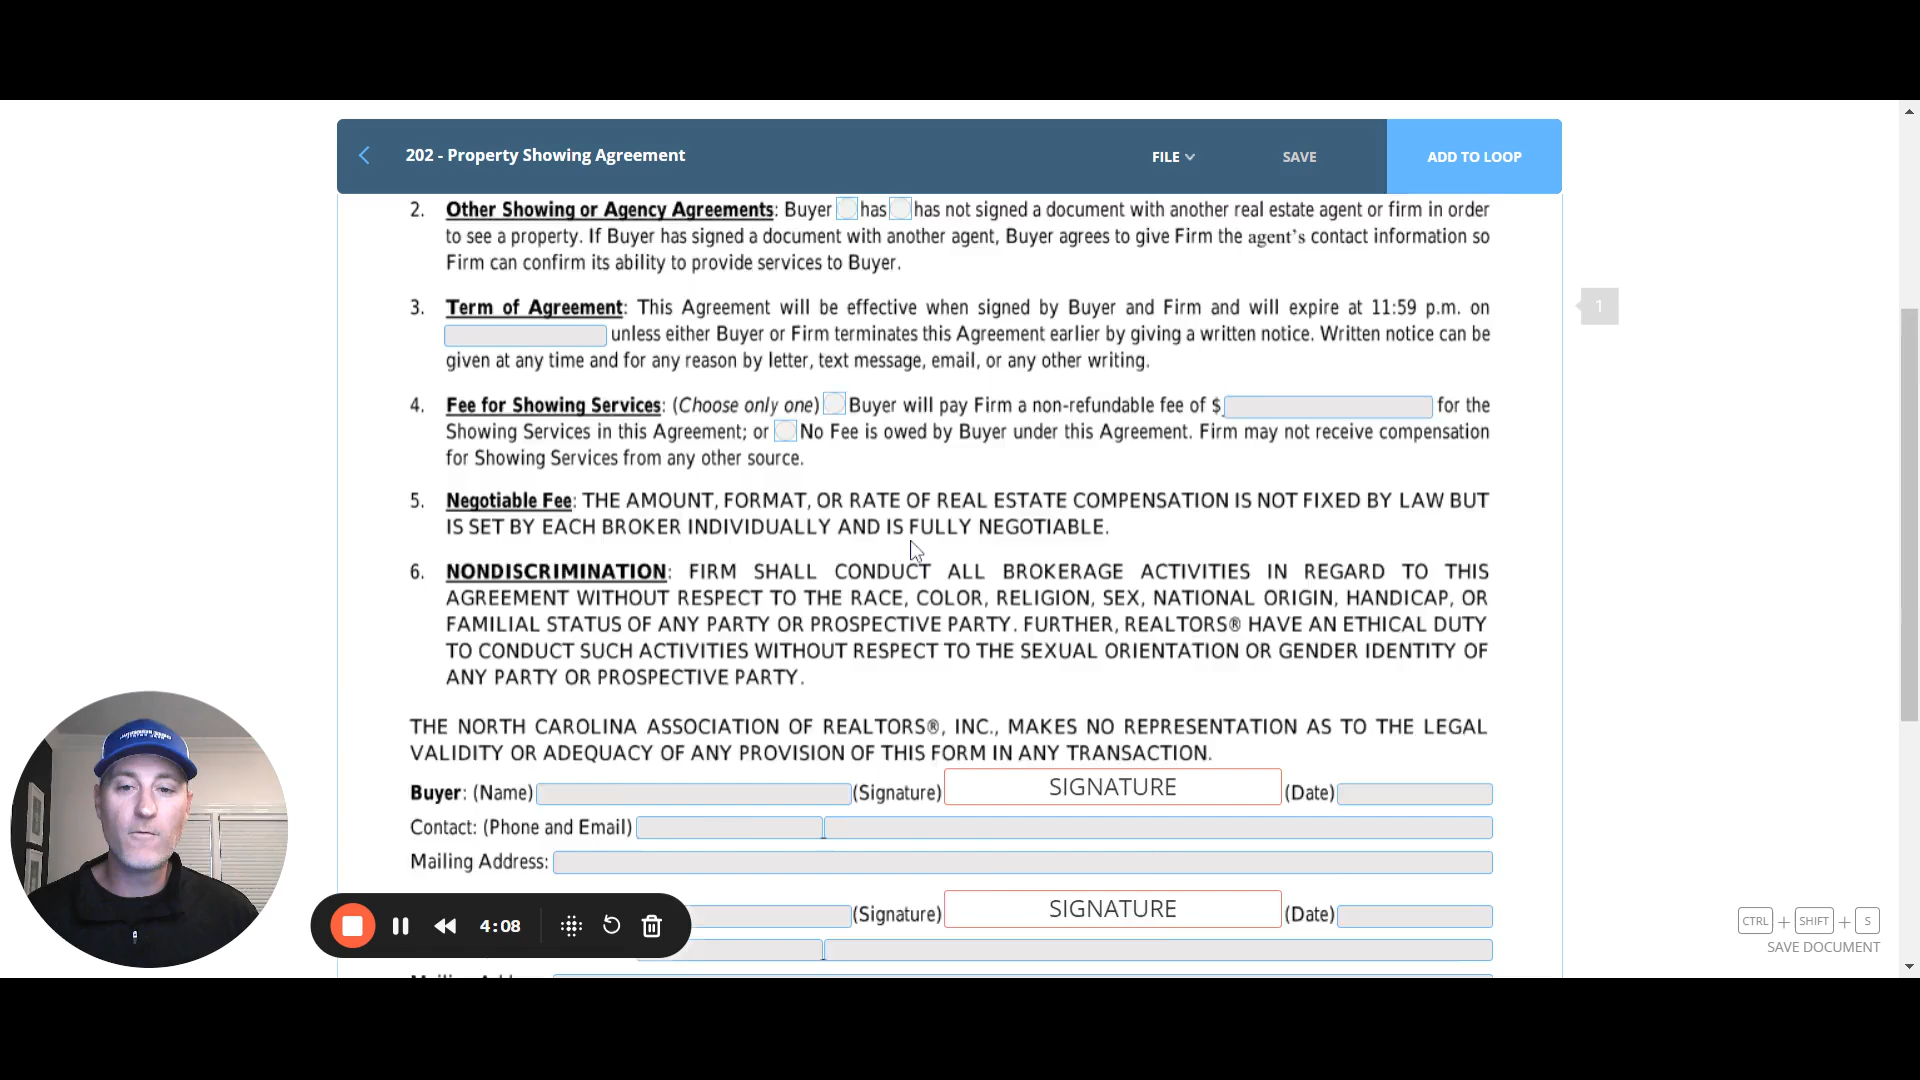 202 - Property Showing Agreement
FILE
SAVE
ADD TO LOOP
2. Other Showing or Agency Agreements: Buyer has has not signed a document with another real estate agent or firm in order
to see a property. If Buyer has signed a document with another agent, Buyer agrees to give Firm the agent's contact information so
Firm can confirm its ability to provide services to Buyer.
3. Term of Agreement: This Agreement will be effective when signed by Buyer and Firm and will expire at 11:59 p.m. on
unless either Buyer or Firm terminates this Agreement earlier by giving a written notice. Written notice can be
given at any time and for any reason by letter, text message, email, or any other writing.
1
4. Fee for Showing Services: (Choose only one) Buyer will pay Firm a non-refundable fee of $ for the
Showing Services in this Agreement; or No Fee is owed by Buyer under this Agreement. Firm may not receive compensation
for Showing Services from any other source.
5. Negotiable Fee: THE AMOUNT, FORMAT, OR RATE OF REAL ESTATE COMPENSATION IS NOT FIXED BY LAW BUT
IS SET BY EACH BROKER INDIVIDUALLY AND IS FULLY NEGOTIABLE.
6. NONDISCRIMINATION: FIRM SHALL CONDUCT ALL BROKERAGE ACTIVITIES IN REGARD TO THIS
AGREEMENT WITHOUT RESPECT TO THE RACE, COLOR, RELIGION, SEX, NATIONAL ORIGIN, HANDICAP, OR
FAMILIAL STATUS OF ANY PARTY OR PROSPECTIVE PARTY. FURTHER, REALTORS® HAVE AN ETHICAL DUTY
TO CONDUCT SUCH ACTIVITIES WITHOUT RESPECT TO THE SEXUAL ORIENTATION OR GENDER IDENTITY OF
ANY PARTY OR PROSPECTIVE PARTY.
THE NORTH CAROLINA ASSOCIATION OF REALTORS®, INC., MAKES NO REPRESENTATION AS TO THE LEGAL
VALIDITY OR ADEQUACY OF ANY PROVISION OF THIS FORM IN ANY TRANSACTION.
Buyer: (Name) (Signature) SIGNATURE (Date)
Contact: (Phone and Email)
Mailing Address:
(Signature) SIGNATURE (Date)
4:08
CTRL + SHIFT + S
SAVE DOCUMENT